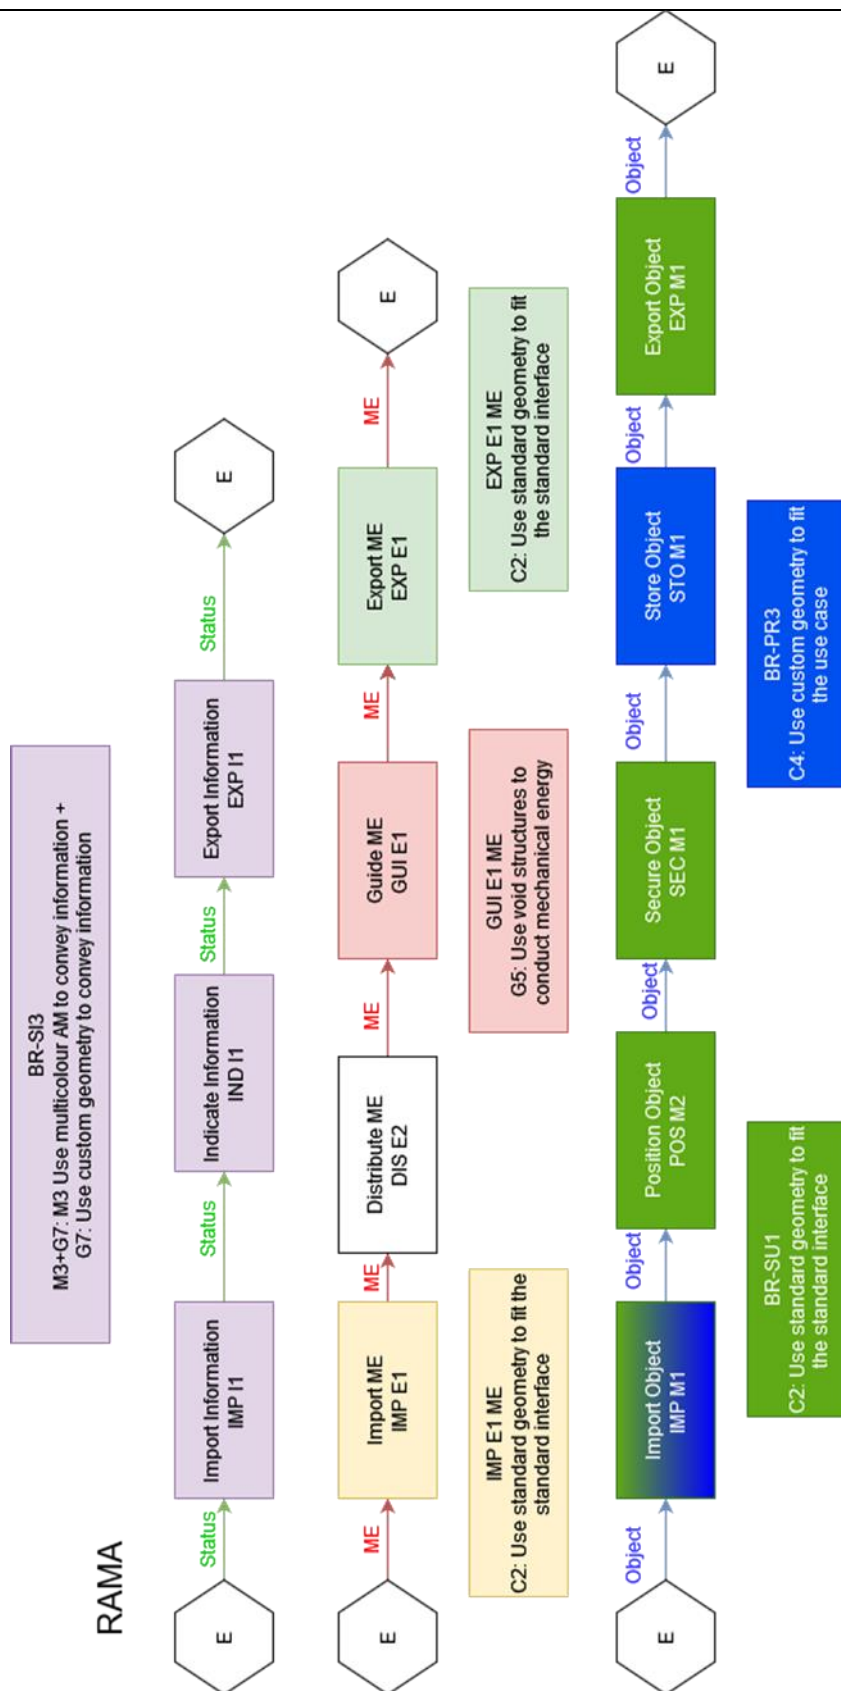 RAMA
BR-SI3
M3+G7: M3 Use multicolour AM to convey information +
G7: Use custom geometry to convey information
E
Status
Import Information
IMP I1
Status
Indicate Information
IND I1
Status
Export Information
EXP I1
Status
E
E
ME
Import ME
IMP E1
ME
Distribute ME
DIS E2
ME
Guide ME
GUI E1
ME
Export ME
EXP E1
ME
E
IMP E1 ME
C2: Use standard geometry to fit the
standard interface
GUI E1 ME
G5: Use void structures to
conduct mechanical energy
EXP E1 ME
C2: Use standard geometry to fit
the standard interface
E
Object
Import Object
IMP M1
Object
Position Object
POS M2
Object
Secure Object
SEC M1
Object
Store Object
STO M1
Object
Export Object
EXP M1
Object
E
BR-SU1
C2: Use standard geometry to fit
the standard interface
BR-PR3
C4: Use custom geometry to fit
the use case